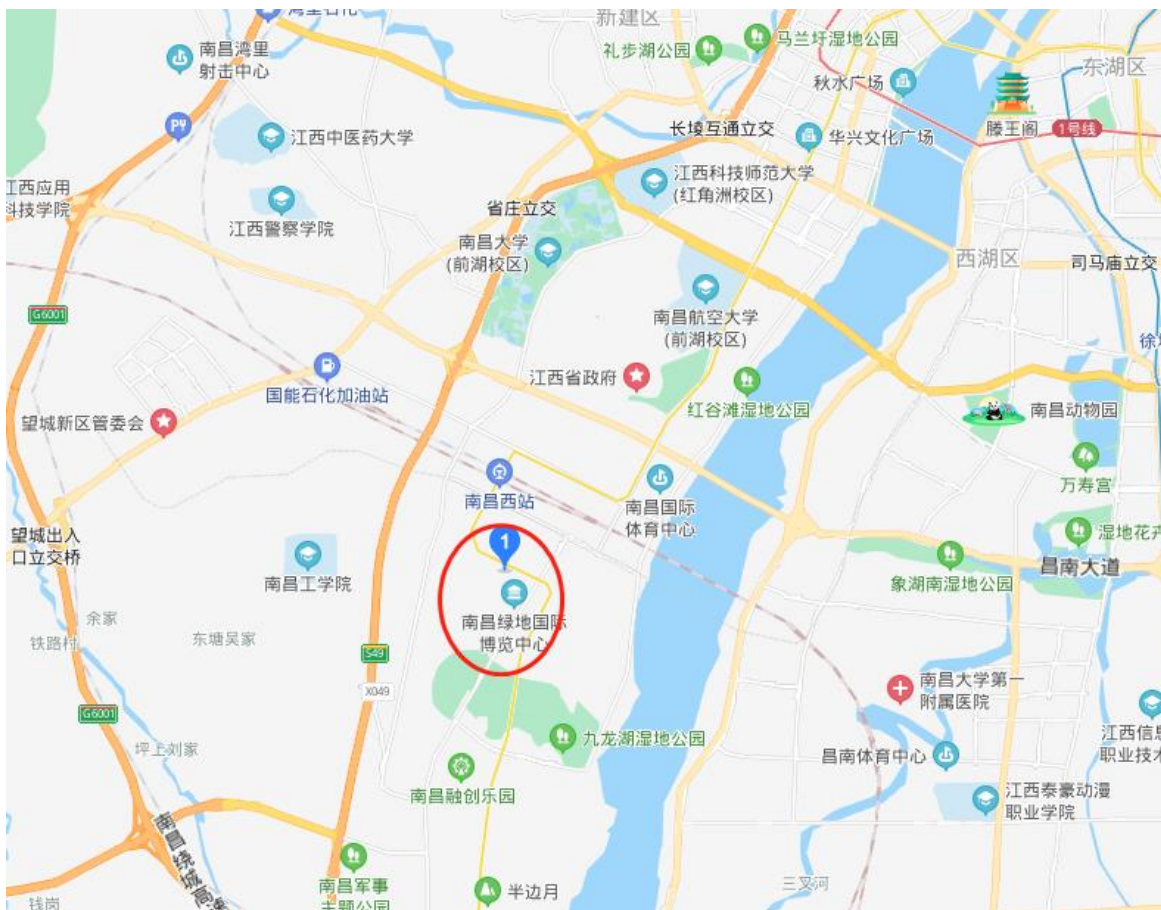 新建区
马兰圩湿地公园
礼步湖公园
南昌湾里
射击中心
东湖区
秋水广场
PY
江西中医药大学
长堎互通立交
华兴文化广场
滕王阁
1号线
江西应用
科技学院
江西科技师范大学
(红角洲校区)
江西警察学院
省庄立交
南昌大学
(前湖校区)
西湖区
司马庙立交
G6001
南昌航空大学
(前湖校区)
国能石化加油站
江西省政府
红谷滩湿地公园
南昌动物园
望城新区管委会
万寿宫
南昌西站
南昌国际
体育中心
望城出入
口立交桥
1
湿地花卉
昌南大道
南昌工学院
象湖南湿地公园
南昌绿地国际
博览中心
余家
铁路村
东塘吴家
S49
X049
南昌大学第一
附属医院
G6001
九龙湖湿地公园
江西信息
职业技术
坪上刘家
昌南体育中心
南昌融创乐园
江西泰豪动漫
职业学院
南昌绕城高速
南昌军事
主题公园
半边月
三叉河
钱岗